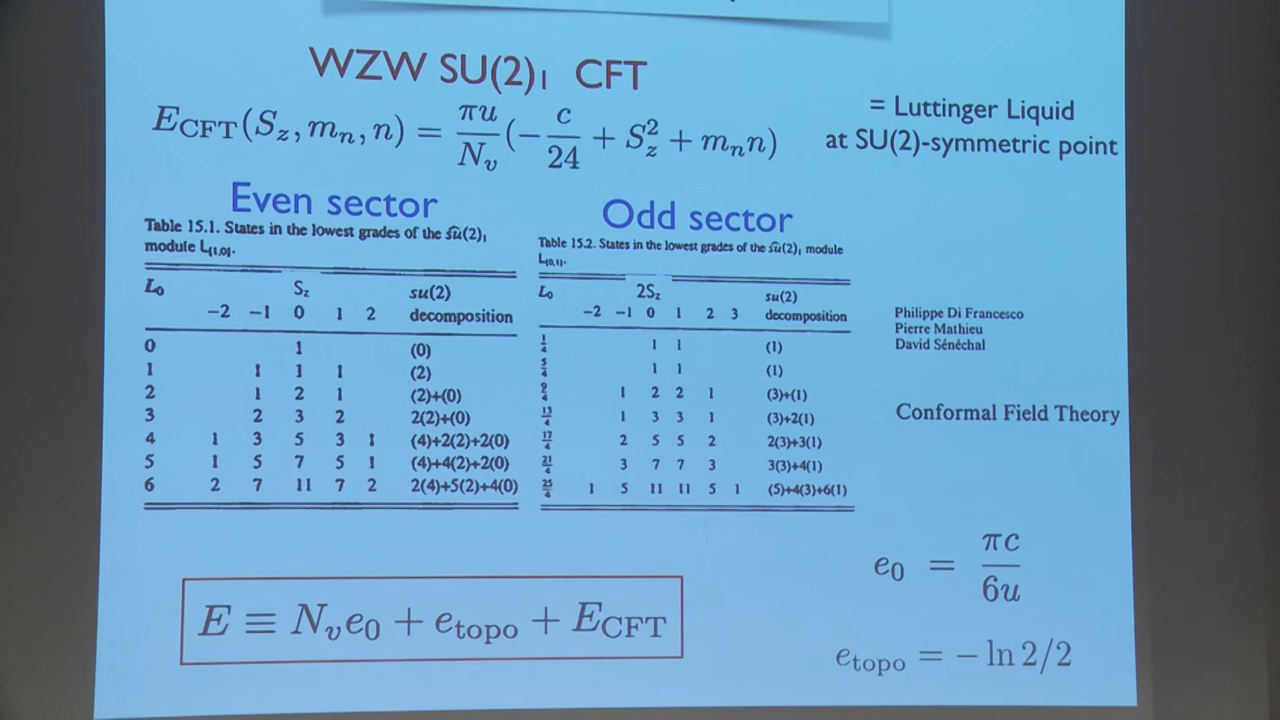 WZW SU(2)₁ CFT
E_CFT(S_z, m_n, n) = πu/N_v (−c/24 + S_z² + m_n n)
= Luttinger Liquid
at SU(2)-symmetric point
Even sector
Table 15.1. States in the lowest grades of the ŝu(2)₁
module L[1,0].
L₀ S_z su(2)
−2 −1 0 1 2 decomposition
0 1 (0)
1 1 1 1 (2)
2 1 2 1 (2)+(0)
3 2 3 2 2(2)+(0)
4 1 3 5 3 1 (4)+2(2)+2(0)
5 1 5 7 5 1 (4)+4(2)+2(0)
6 2 7 11 7 2 2(4)+5(2)+4(0)
Odd sector
Table 15.2. States in the lowest grades of the ŝu(2)₁ module
L[0,1].
L₀ 2S_z su(2)
−2 −1 0 1 2 3 decomposition
1/4 1 1 (1)
5/4 1 1 (1)
9/4 1 2 2 1 (3)+(1)
13/4 1 3 3 1 (3)+2(1)
17/4 2 5 5 2 2(3)+3(1)
21/4 3 7 7 3 3(3)+4(1)
25/4 1 5 11 11 5 1 (5)+4(3)+6(1)
Philippe Di Francesco
Pierre Mathieu
David Sénéchal
Conformal Field Theory
E ≡ N_v e₀ + e_topo + E_CFT
e₀ = πc/6u
e_topo = − ln 2/2